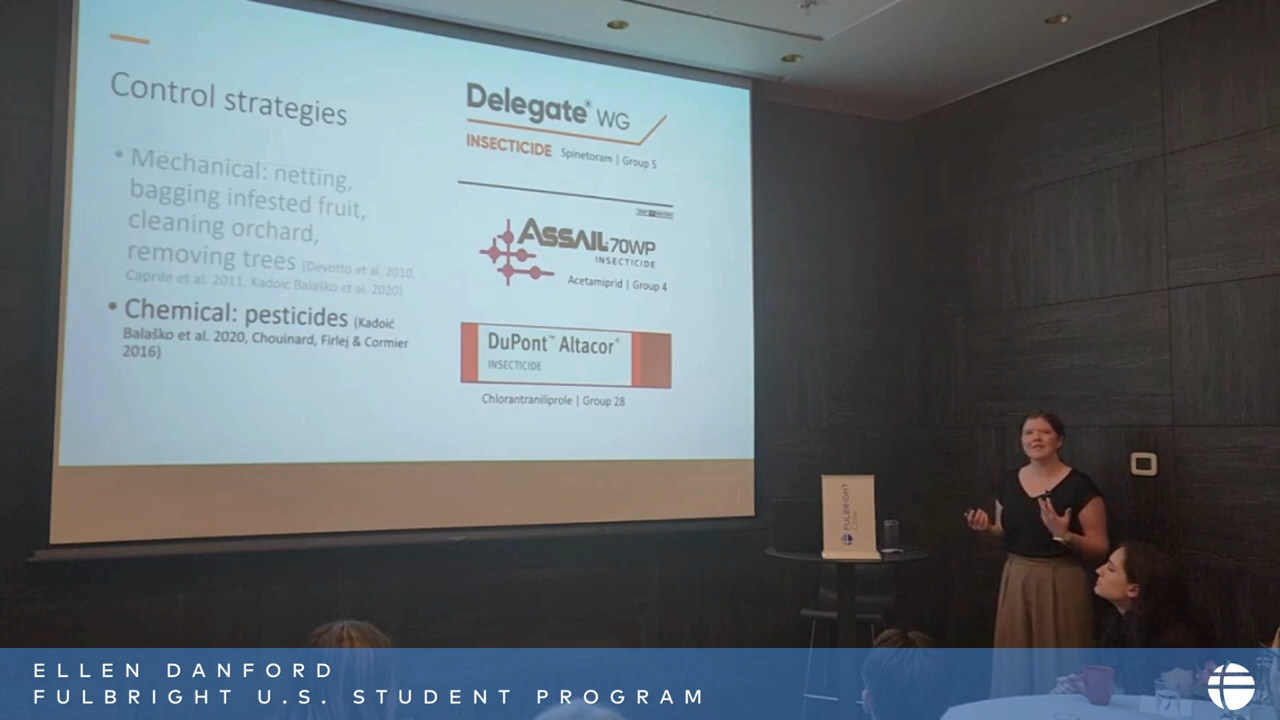 Control strategies
• Mechanical: netting,
bagging infested fruit,
cleaning orchard,
removing trees (Devotto et al. 2010,
Caprile et al. 2011, Kadoić Balaško et al. 2020)
• Chemical: pesticides (Kadoić
Balaško et al. 2020, Chouinard, Firlej & Cormier
2016)
Delegate® WG
INSECTICIDE Spinetoram | Group 5
ASSAIL® 70WP
INSECTICIDE
Acetamiprid | Group 4
DuPont™ Altacor®
INSECTICIDE
Chlorantraniliprole | Group 28
FULBRIGHT
ELLEN DANFORD
FULBRIGHT U.S. STUDENT PROGRAM